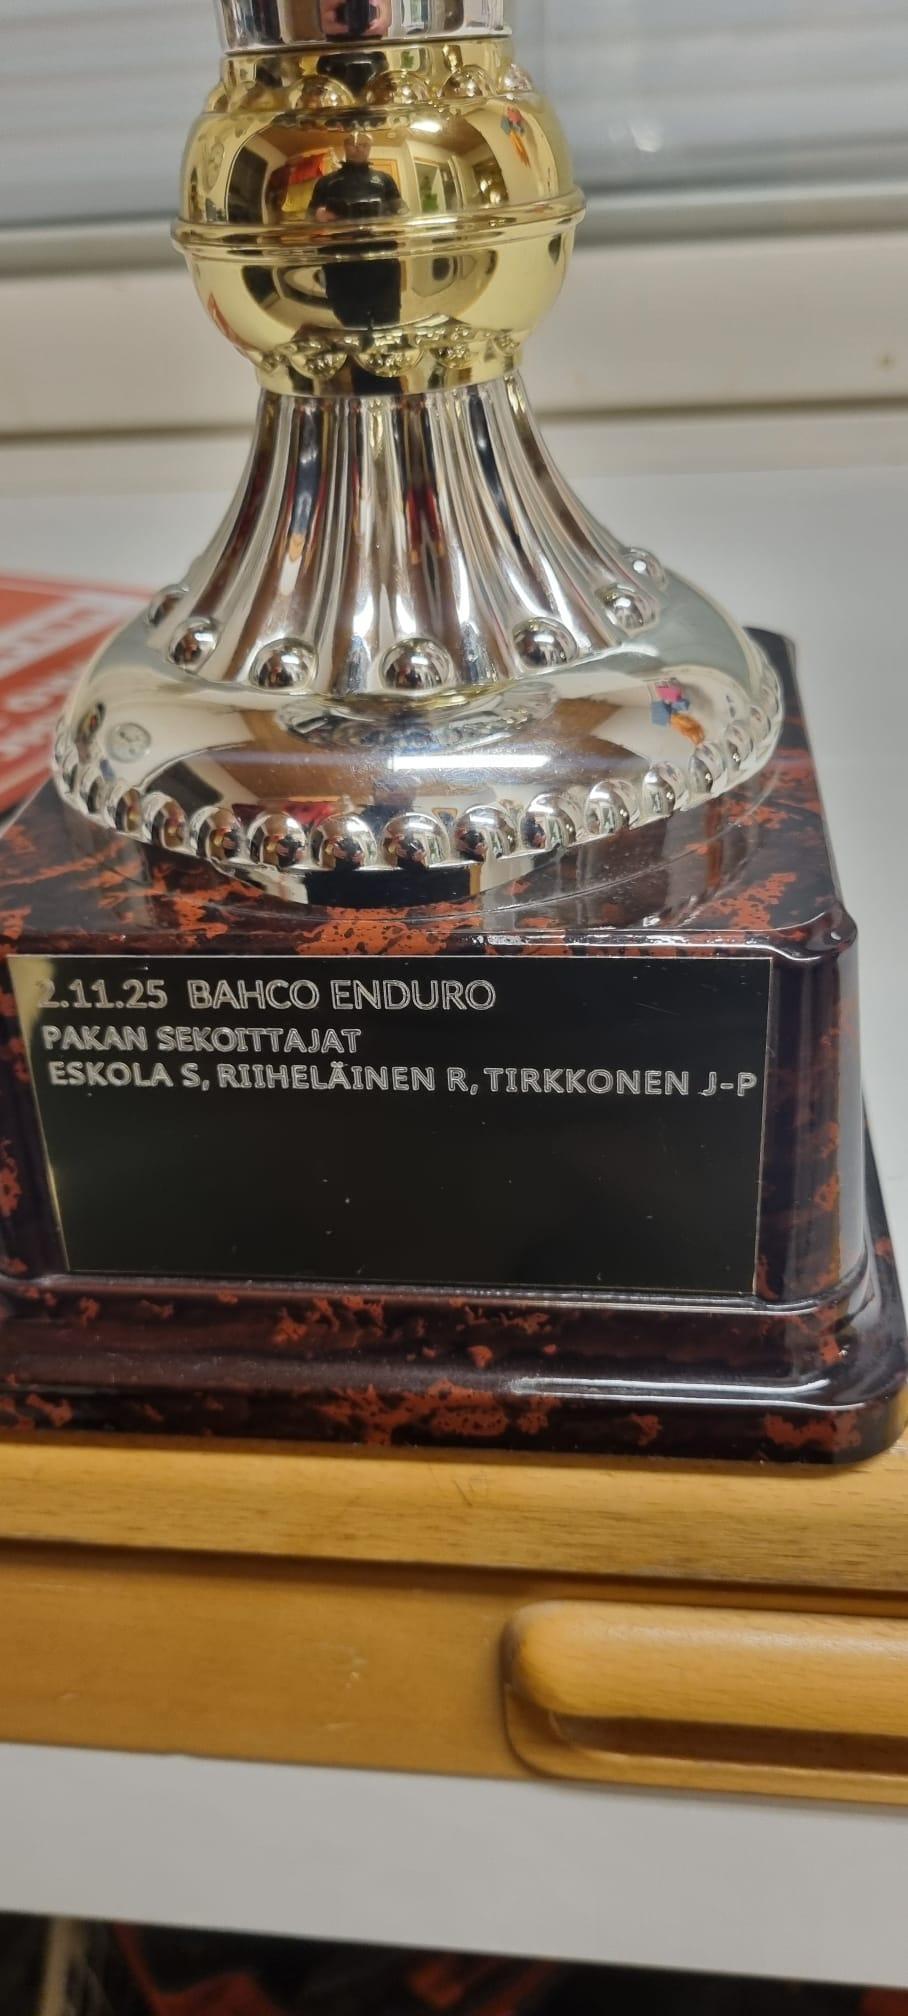 2.11.25 BAHCO ENDURO
PAKAN SEKOITTAJAT
ESKOLA S, RIIHELÄINEN R, TIRKKONEN J-P